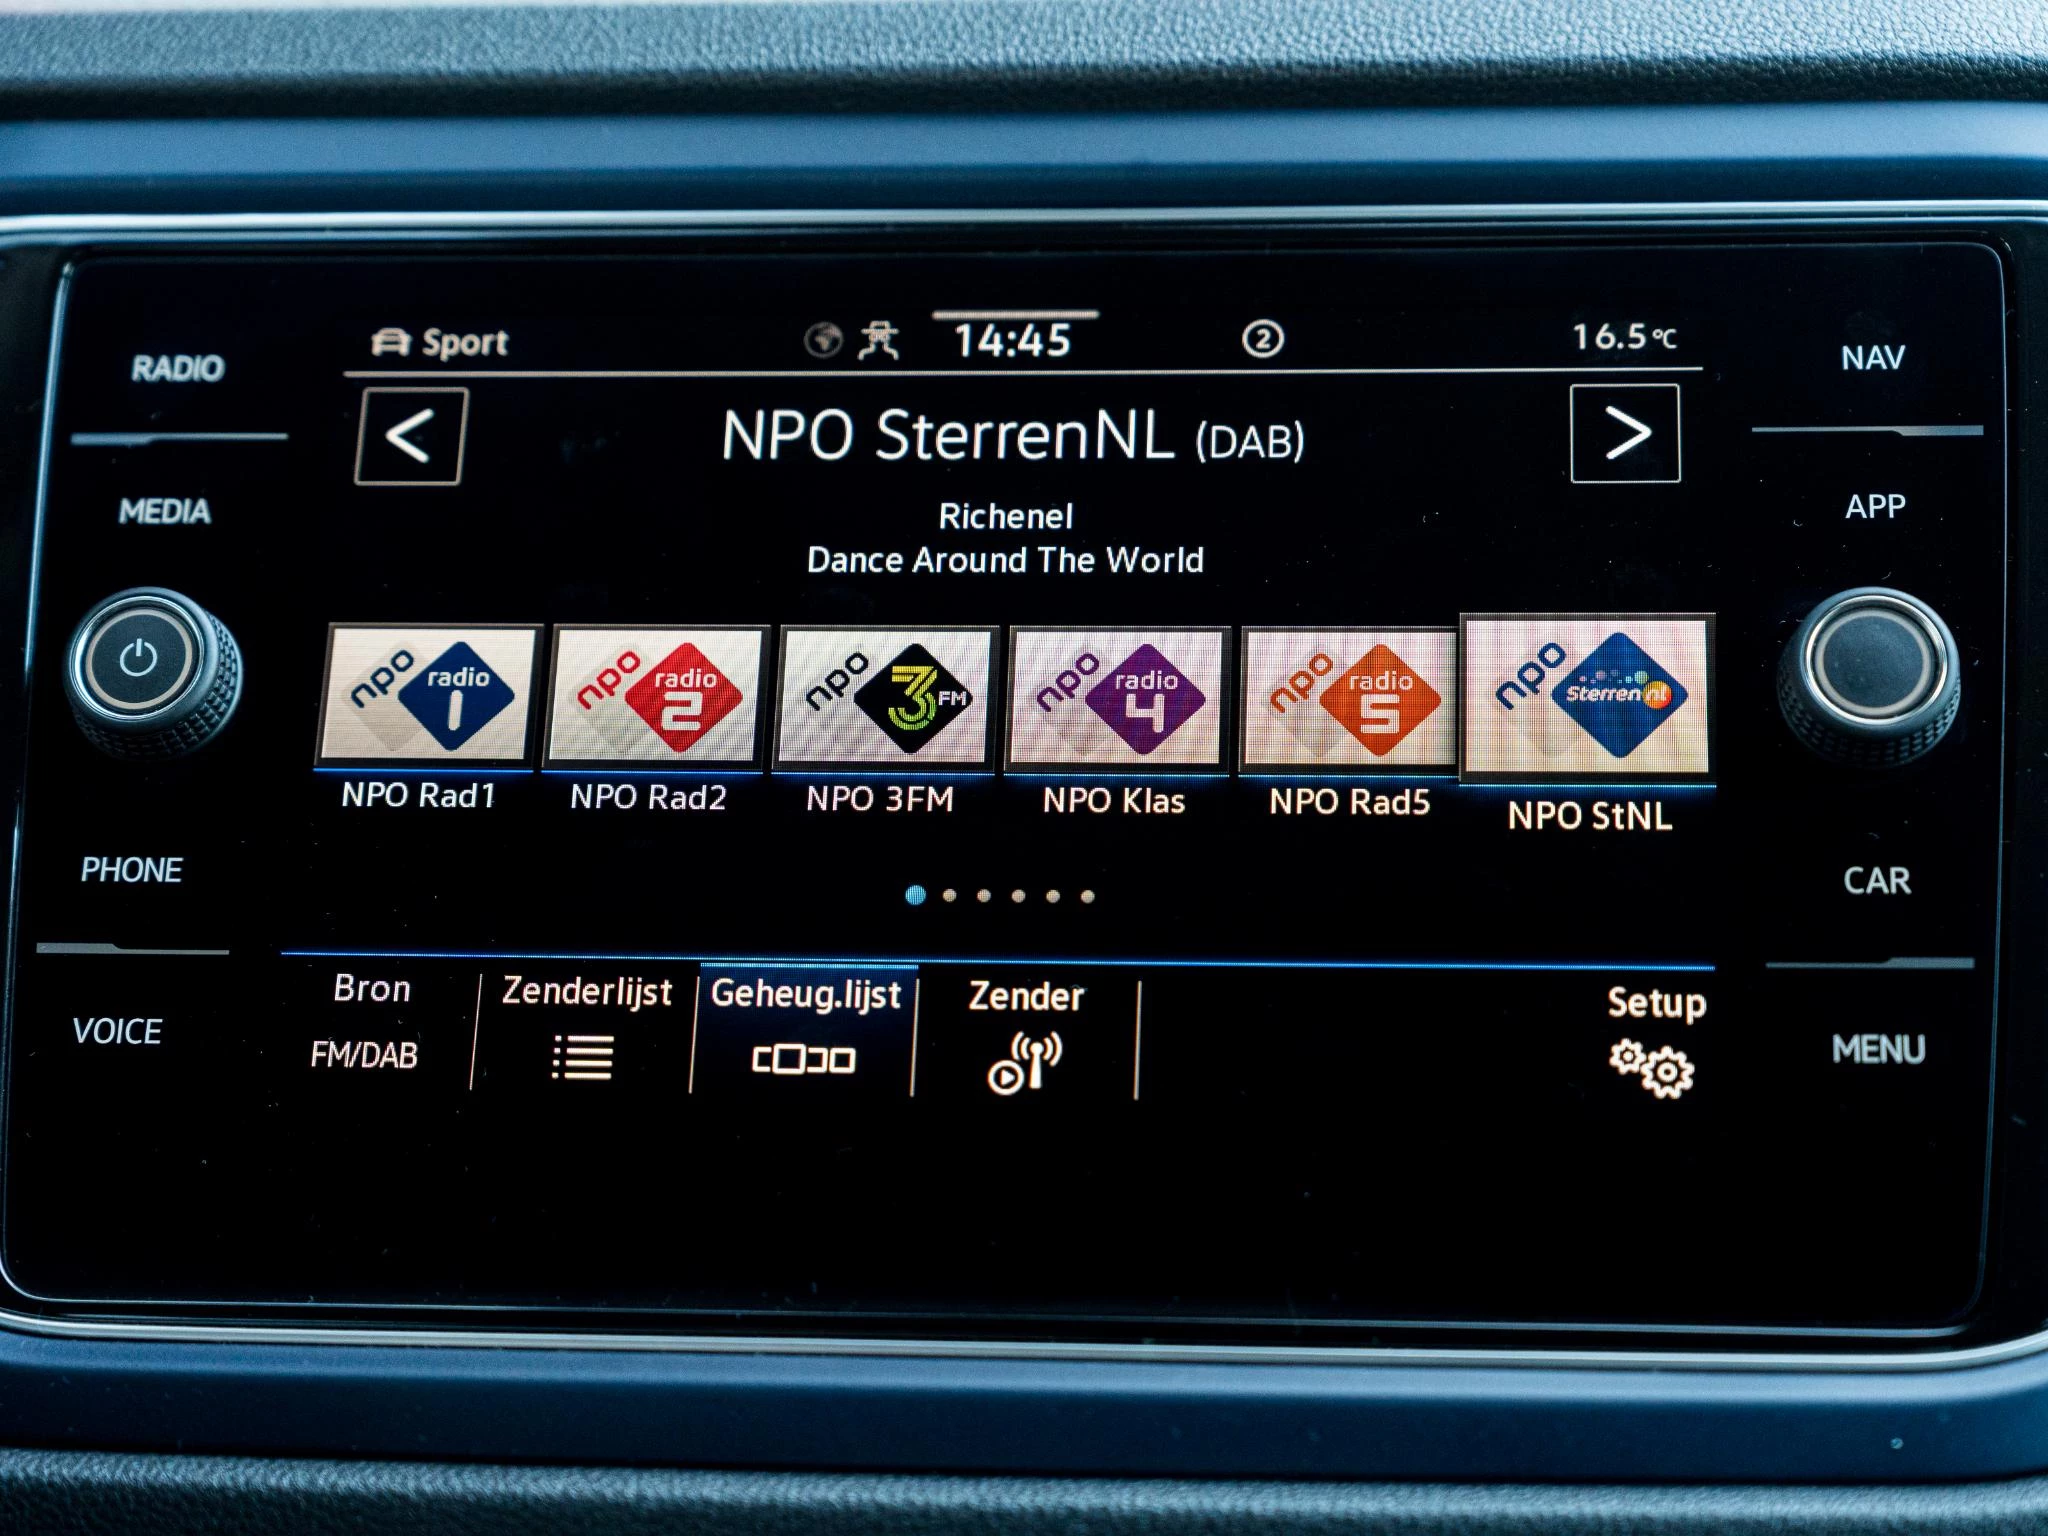 RADIO
MEDIA
PHONE
VOICE
Sport
14:45
2
16.5°C
NPO SterrenNL (DAB)
Richenel
Dance Around The World
npo radio 1
npo radio 2
npo 3FM
npo radio 4
npo radio 5
npo Sterren nl
NPO Rad1
NPO Rad2
NPO 3FM
NPO Klas
NPO Rad5
NPO StNL
Bron
FM/DAB
Zenderlijst
Geheug.lijst
Zender
Setup
NAV
APP
CAR
MENU